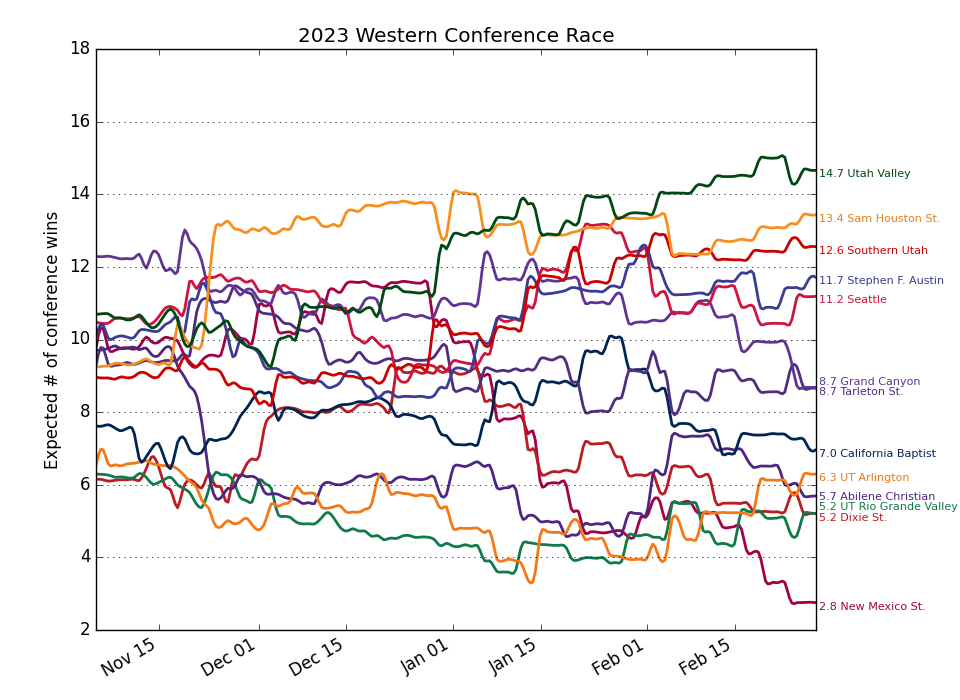 2023 Western Conference Race
Expected # of conference wins
18
16
14
12
10
8
6
4
2
Nov 15
Dec 01
Dec 15
Jan 01
Jan 15
Feb 01
Feb 15
14.7 Utah Valley
13.4 Sam Houston St.
12.6 Southern Utah
11.7 Stephen F. Austin
11.2 Seattle
8.7 Grand Canyon
8.7 Tarleton St.
7.0 California Baptist
6.3 UT Arlington
5.7 Abilene Christian
5.2 UT Rio Grande Valley
5.2 Dixie St.
2.8 New Mexico St.